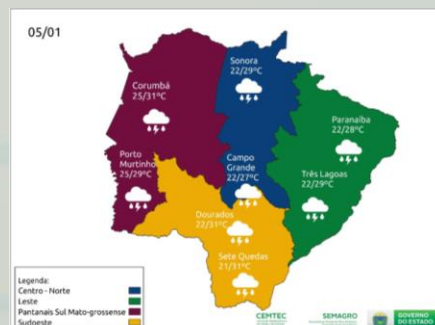 05/01
Sonora
22/29ºC
Corumbá
25/31ºC
Paranaíba
22/28ºC
Porto
Murtinho
25/29ºC
Campo
Grande
22/27ºC
Três Lagoas
22/29ºC
Dourados
22/31ºC
Sete Quedas
21/31ºC
Legenda:
Centro - Norte
Leste
Pantanais Sul Mato-grossense
Sudoeste
CEMTEC
SEMAGRO
GOVERNO
DO ESTADO